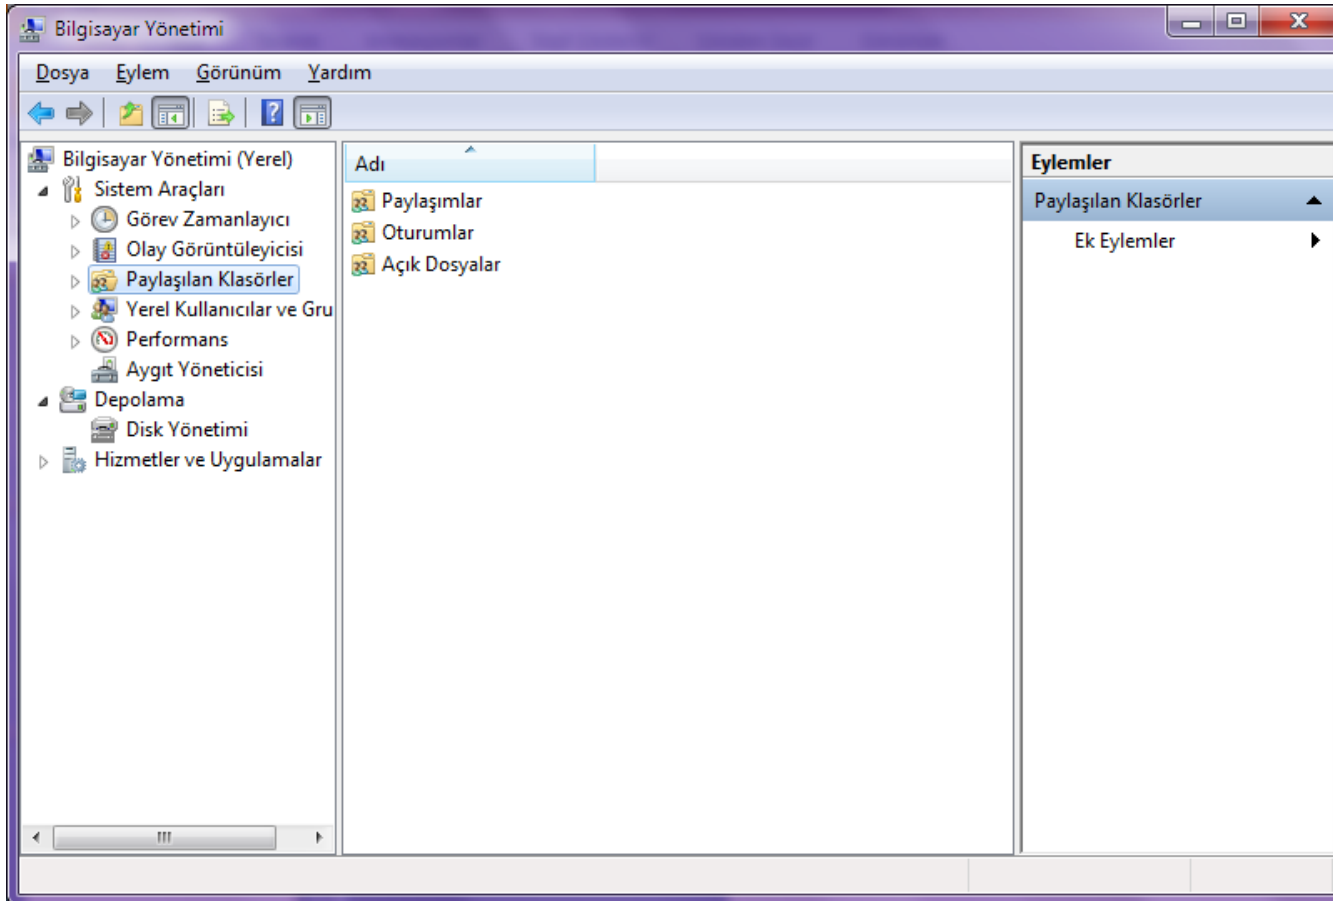 Bilgisayar Yönetimi
Dosya Eylem Görünüm Yardım
Bilgisayar Yönetimi (Yerel)
Sistem Araçları
Görev Zamanlayıcı
Olay Görüntüleyicisi
Paylaşılan Klasörler
Yerel Kullanıcılar ve Gru
Performans
Aygıt Yöneticisi
Depolama
Disk Yönetimi
Hizmetler ve Uygulamalar
Adı
Paylaşımlar
Oturumlar
Açık Dosyalar
Eylemler
Paylaşılan Klasörler
Ek Eylemler